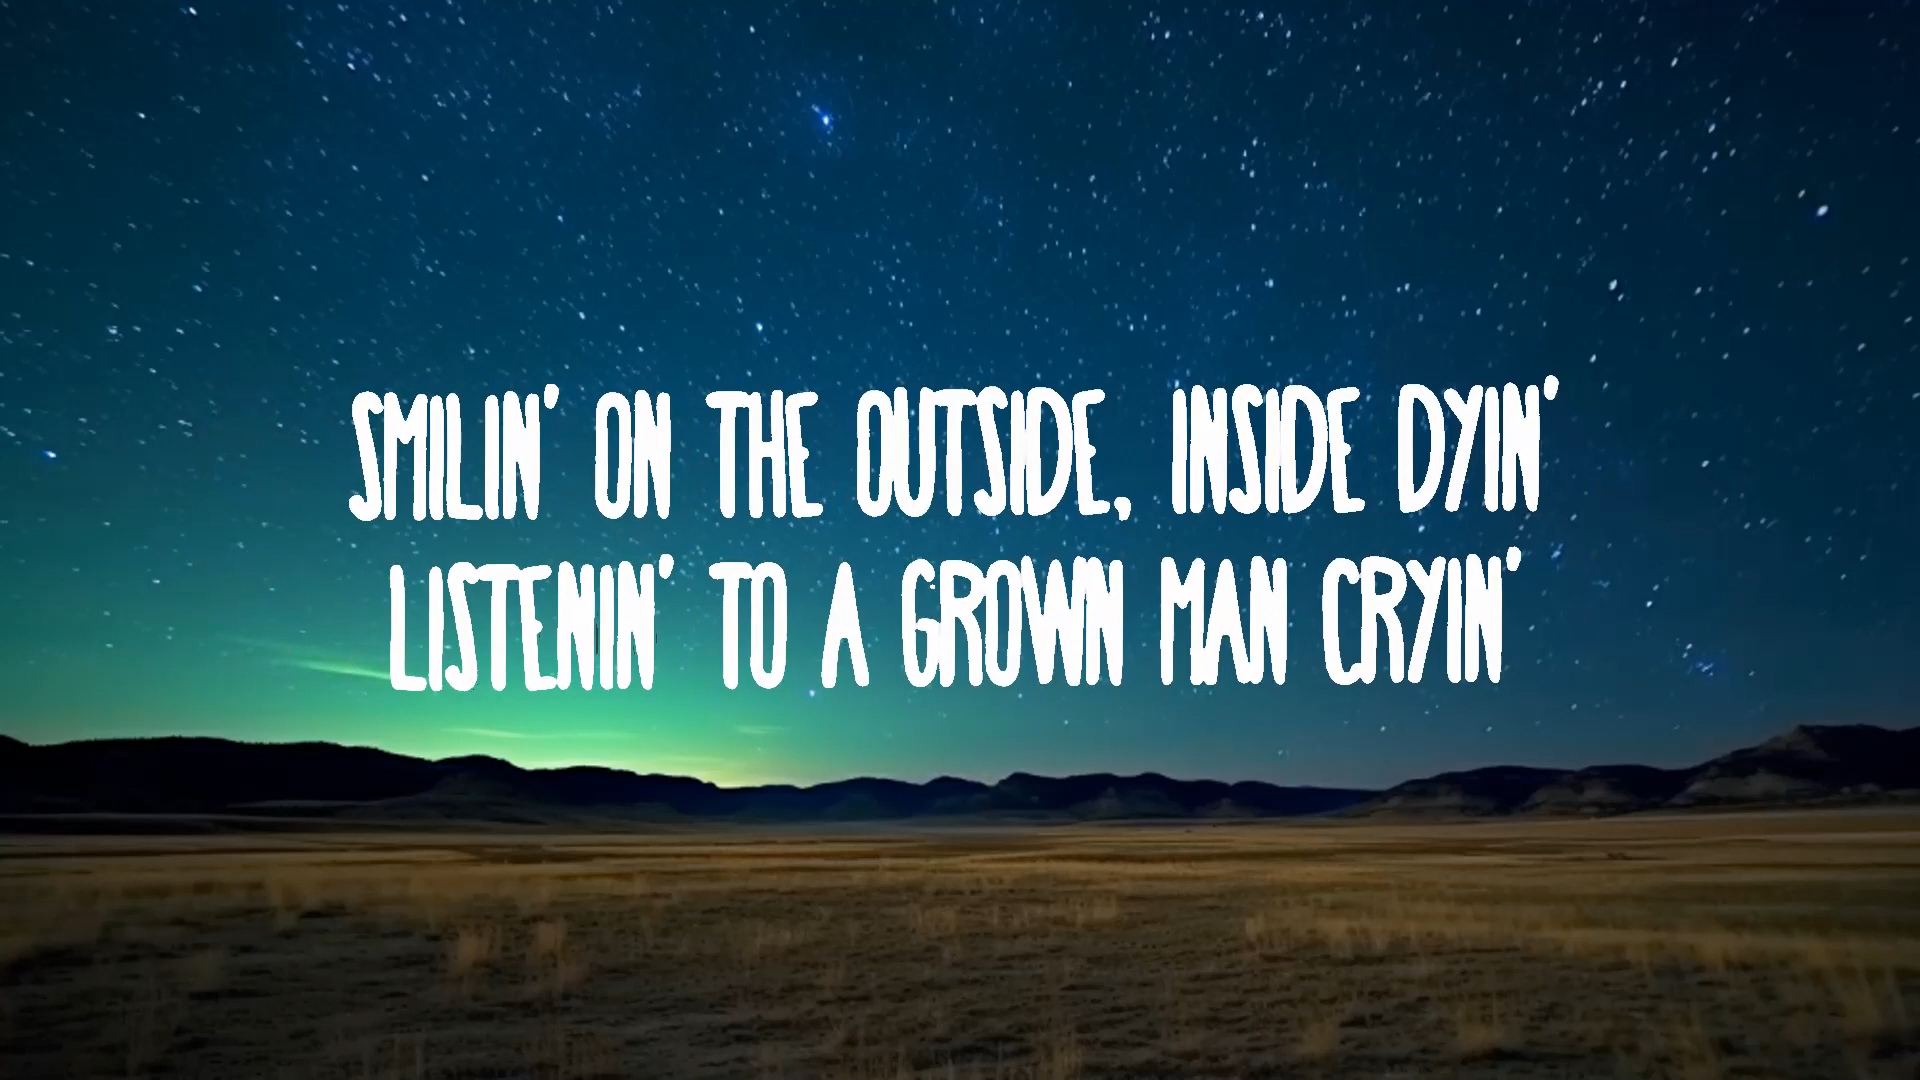 SMILIN' ON THE OUTSIDE, INSIDE DYIN'
LISTENIN' TO A GROWN MAN CRYIN'